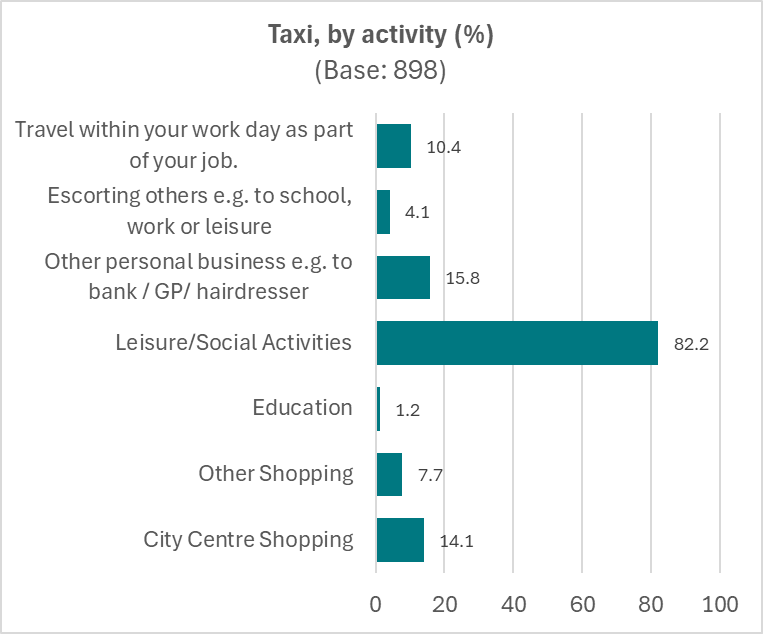 Taxi, by activity (%)
(Base: 898)
Travel within your work day as part
of your job.
10.4
Escorting others e.g. to school,
work or leisure
4.1
Other personal business e.g. to
bank / GP/ hairdresser
15.8
Leisure/Social Activities
82.2
Education
1.2
Other Shopping
7.7
City Centre Shopping
14.1
0 20 40 60 80 100